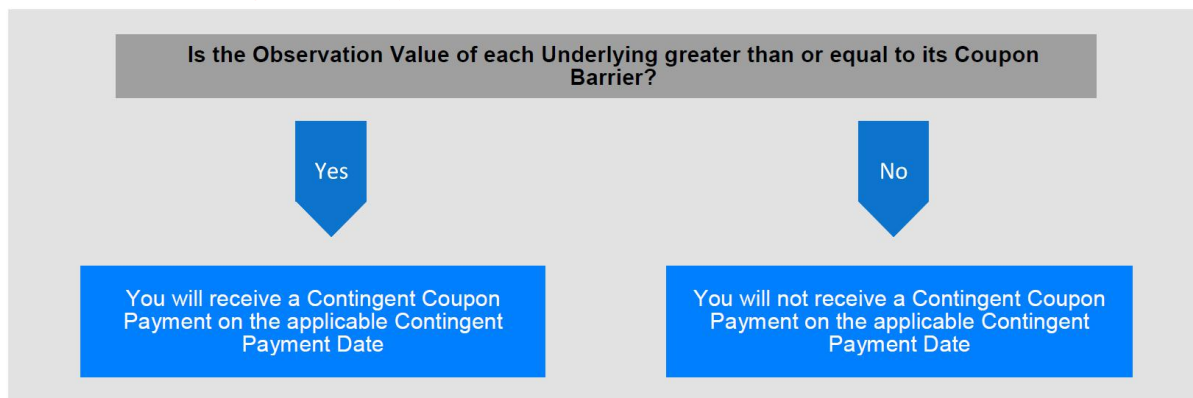 Is the Observation Value of each Underlying greater than or equal to its Coupon
Barrier?
Yes
No
You will receive a Contingent Coupon
Payment on the applicable Contingent
Payment Date
You will not receive a Contingent Coupon
Payment on the applicable Contingent
Payment Date